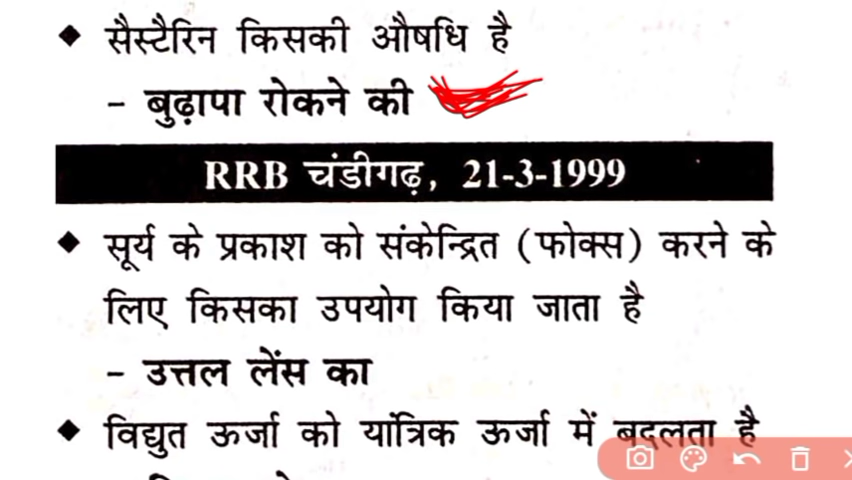 ◆ सैस्टैरिन किसकी औषधि है
– बुढ़ापा रोकने की
RRB चंडीगढ़, 21-3-1999
◆ सूर्य के प्रकाश को संकेन्द्रित (फोक्स) करने के
लिए किसका उपयोग किया जाता है
– उत्तल लेंस का
◆ विद्युत ऊर्जा को यांत्रिक ऊर्जा में बदलता है